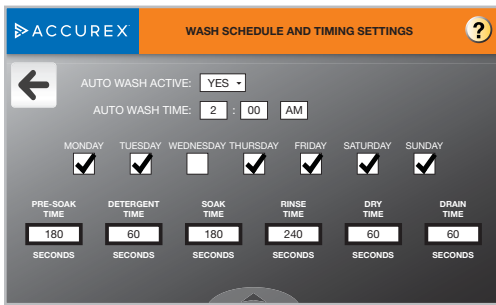 ACCUREX WASH SCHEDULE AND TIMING SETTINGS ?
AUTO WASH ACTIVE: YES
AUTO WASH TIME: 2 : 00 AM
MONDAY TUESDAY WEDNESDAY THURSDAY FRIDAY SATURDAY SUNDAY
PRE-SOAK TIME DETERGENT TIME SOAK TIME RINSE TIME DRY TIME DRAIN TIME
180 60 180 240 60 60
SECONDS SECONDS SECONDS SECONDS SECONDS SECONDS